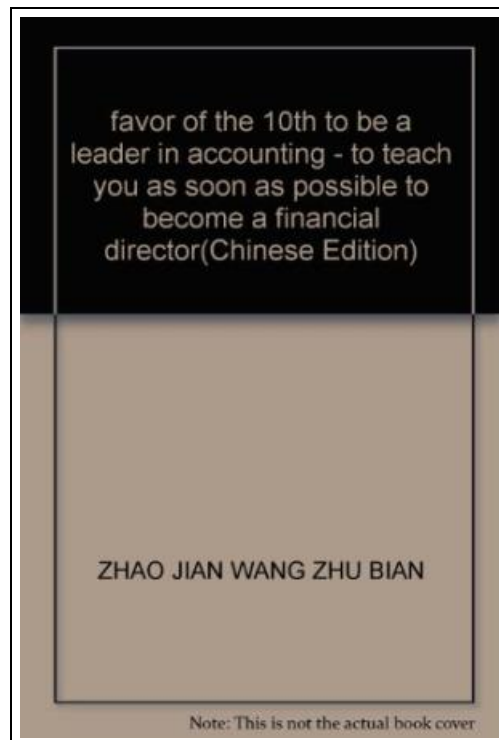 favor of the 10th to be a
leader in accounting - to teach
you as soon as possible to
become a financial
director(Chinese Edition)
ZHAO JIAN WANG ZHU BIAN
Note: This is not the actual book cover